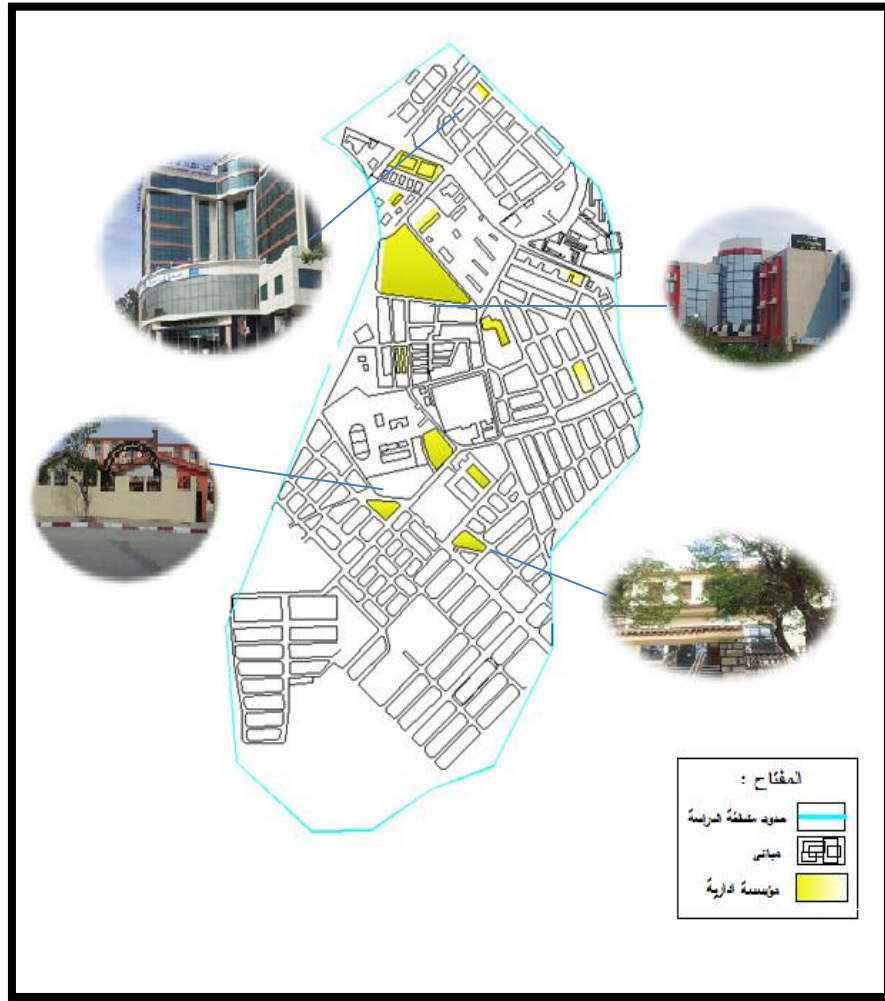 المفتاح :
حدود منطقة الدراسة
مباني
مؤسسة ادارية